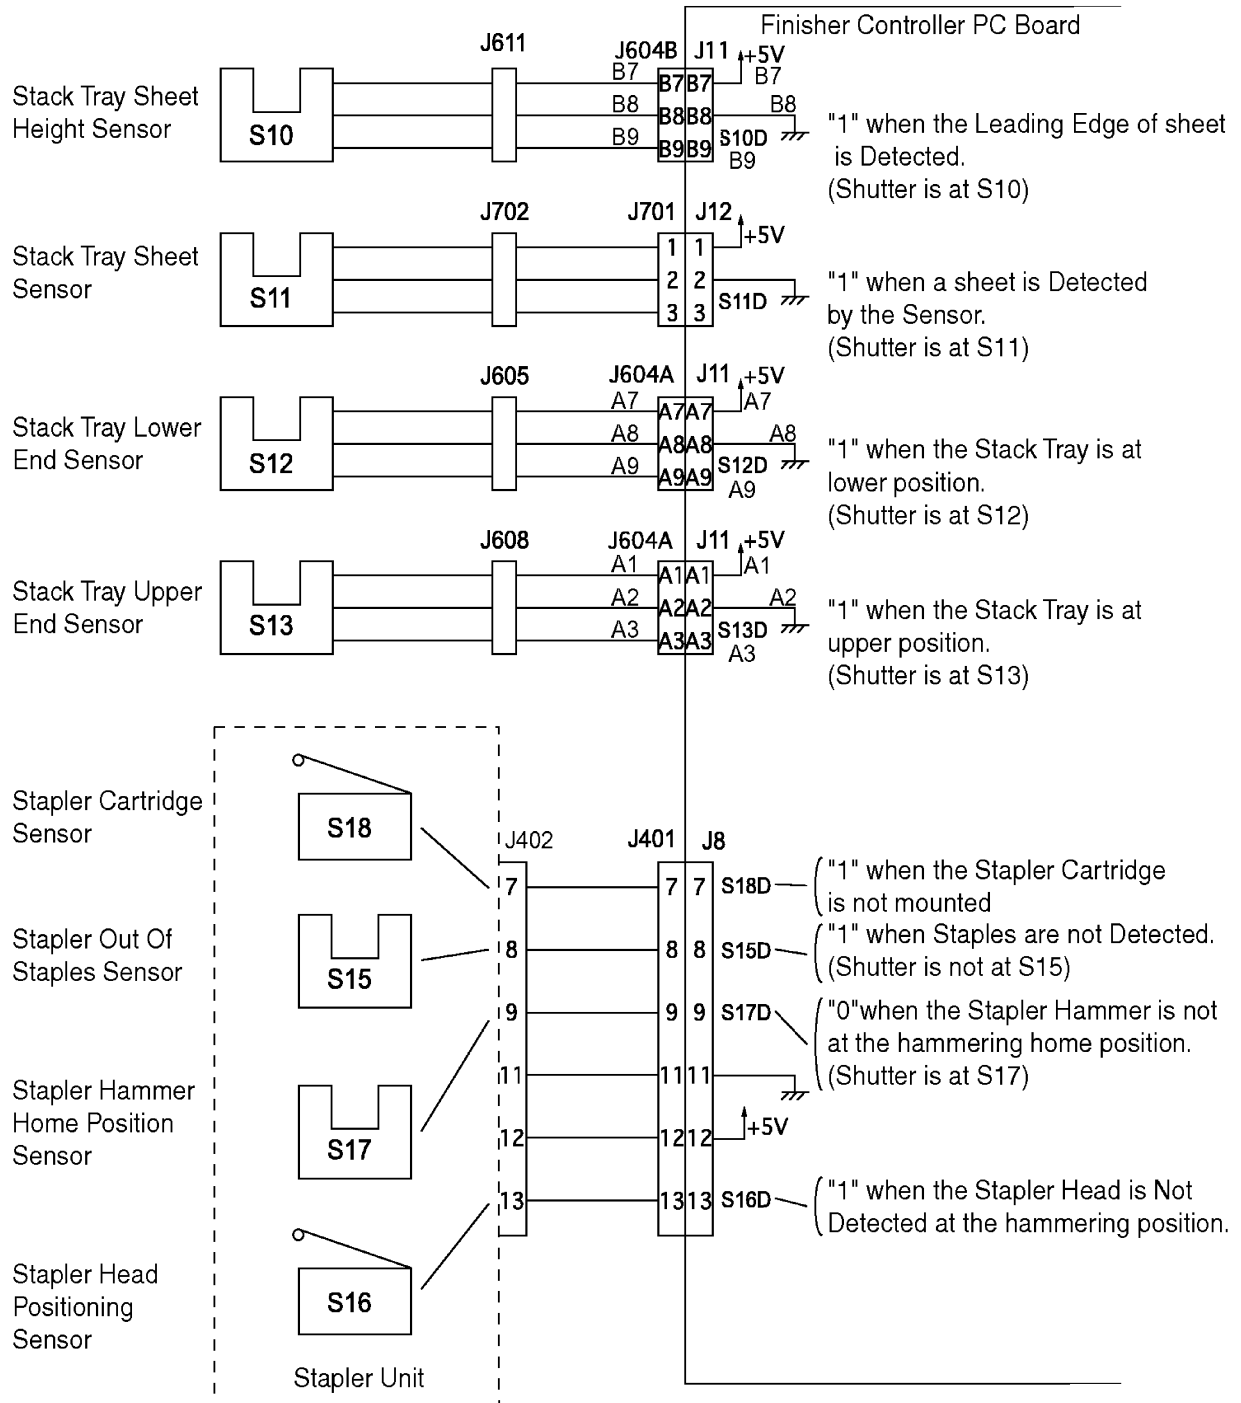 Finisher Controller PC Board
Stack Tray Sheet
Height Sensor
S10
J611
J604B
J11
B7
B8
B9
B7
B8
B9
B7
B8
B9
+5V
B7
B8
S10D
B9
"1" when the Leading Edge of sheet
is Detected.
(Shutter is at S10)
Stack Tray Sheet
Sensor
S11
J702
J701
J12
1
2
3
1
2
3
+5V
S11D
"1" when a sheet is Detected
by the Sensor.
(Shutter is at S11)
Stack Tray Lower
End Sensor
S12
J605
J604A
J11
A7
A8
A9
A7
A8
A9
A7
A8
A9
+5V
A7
A8
S12D
A9
"1" when the Stack Tray is at
lower position.
(Shutter is at S12)
Stack Tray Upper
End Sensor
S13
J608
J604A
J11
A1
A2
A3
A1
A2
A3
A1
A2
A3
+5V
A1
A2
S13D
A3
"1" when the Stack Tray is at
upper position.
(Shutter is at S13)
Stapler Cartridge
Sensor
S18
Stapler Out Of
Staples Sensor
S15
Stapler Hammer
Home Position
Sensor
S17
Stapler Head
Positioning
Sensor
S16
Stapler Unit
J402
7
8
9
11
12
13
J401
7
8
9
11
12
13
J8
7
8
9
11
12
13
S18D
"1" when the Stapler Cartridge
is not mounted
S15D
"1" when Staples are not Detected.
(Shutter is not at S15)
S17D
"0"when the Stapler Hammer is not
at the hammering home position.
(Shutter is at S17)
+5V
S16D
"1" when the Stapler Head is Not
Detected at the hammering position.